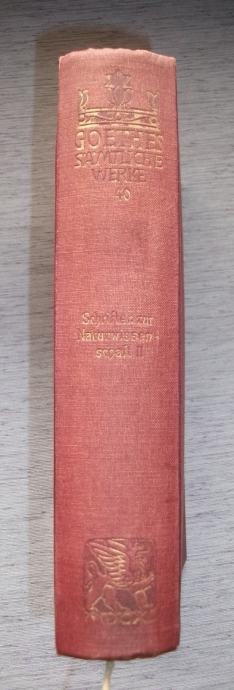 GOETHES
SÄMTLICHE
WERKE
40
Schriften zur
Naturwissen-
schaft II